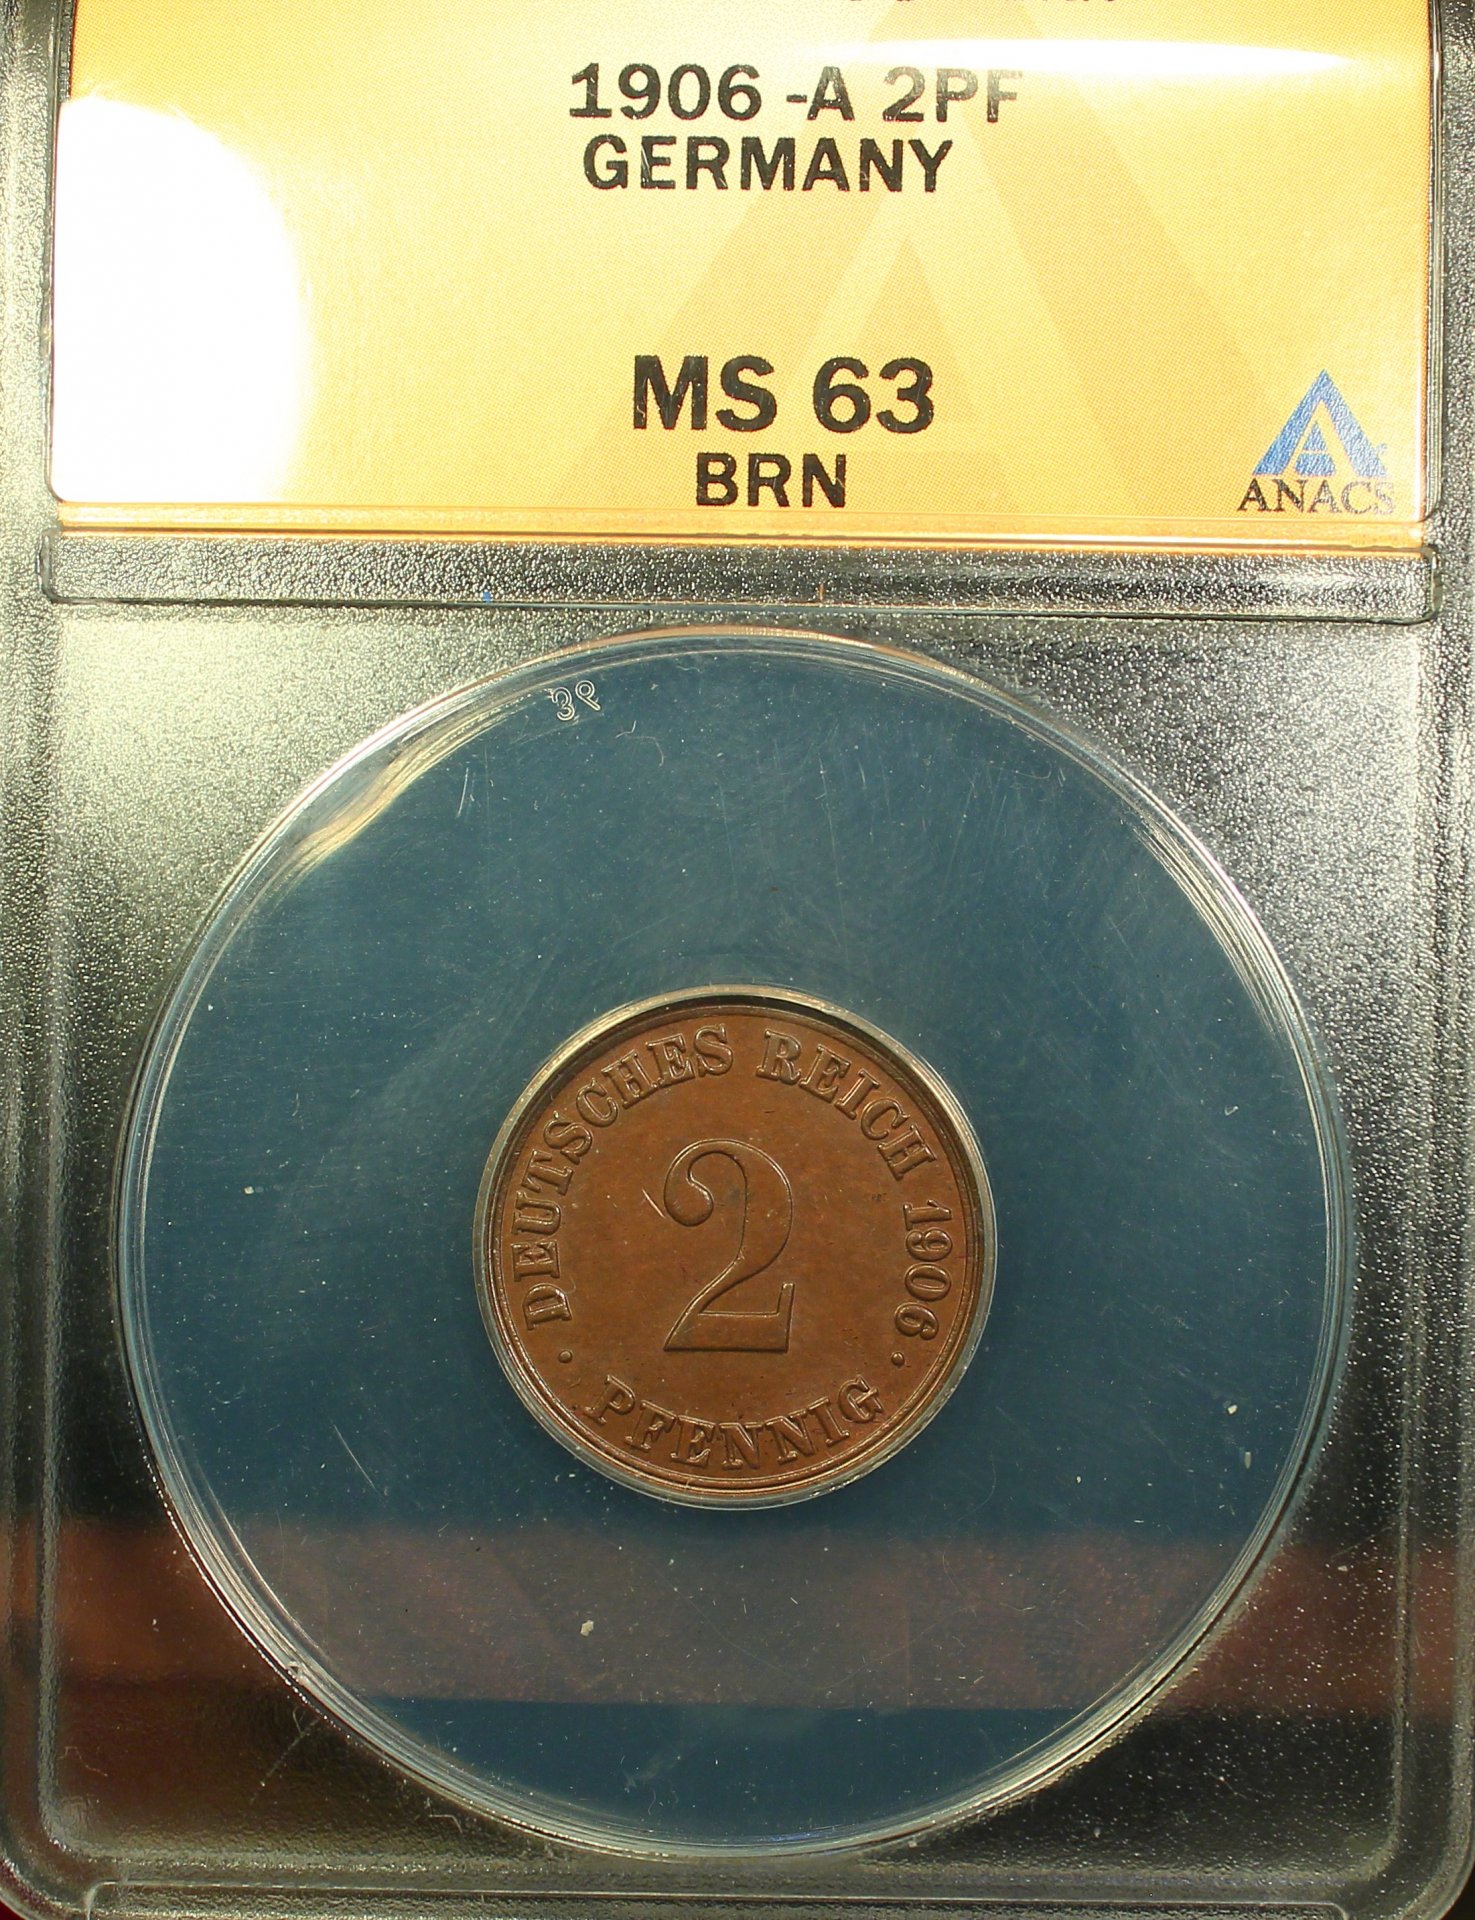 1906 -A 2PF
GERMANY
MS 63
BRN
ANACS
DEUTSCHES REICH 1906
2
PFENNIG